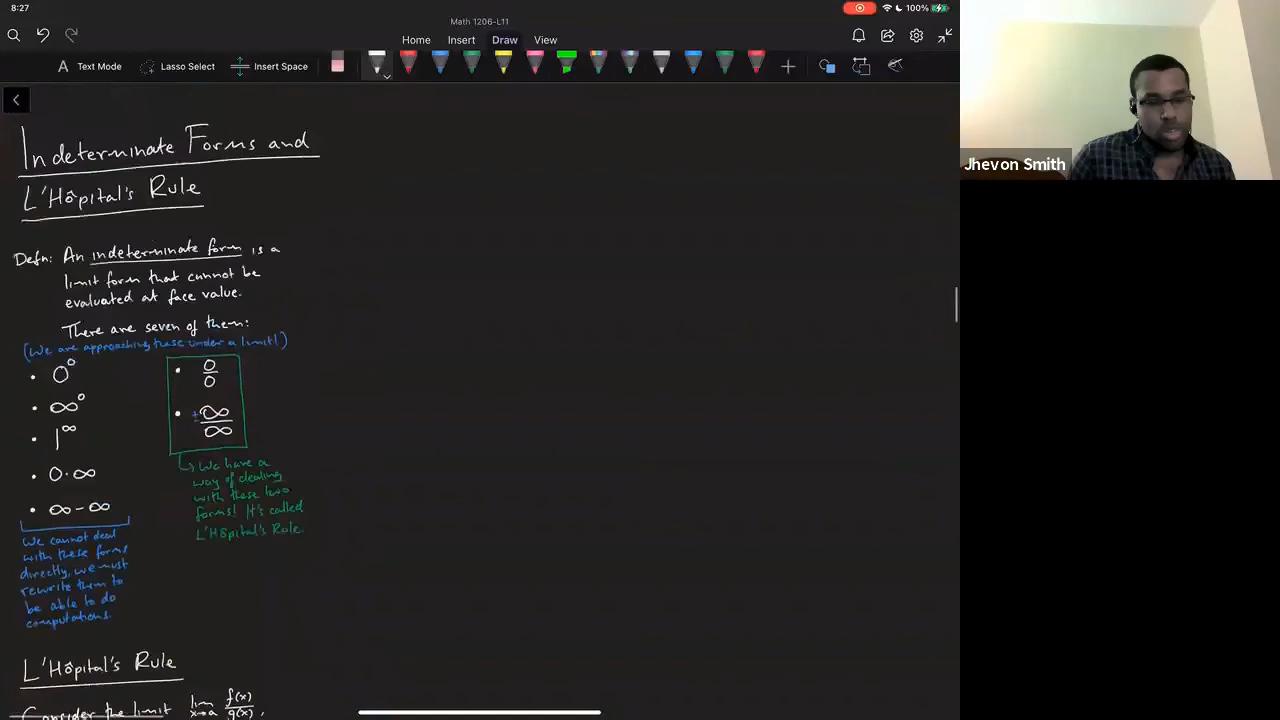 8:27
100%
Math 1206-L11
Home Insert Draw View
Text Mode Lasso Select Insert Space
Indeterminate Forms and
L'Hôpital's Rule
Defn: An indeterminate form is a
limit form that cannot be
evaluated at face value.
There are seven of them:
(We are approaching these under a limit!)
• 0^0
• ∞^0
• 1^∞
• 0·∞
• ∞ - ∞
We cannot deal
with these forms
directly, we must
rewrite them to
be able to do
computations.
• 0/0
• ±∞/∞
↳ We have a
way of dealing
with these two
forms! It's called
L'Hôpital's Rule.
L'Hôpital's Rule
Consider the limit lim x→a f(x)/g(x),
Jhevon Smith